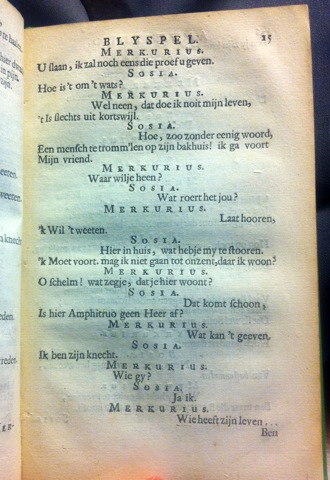 BLYSPEL. 15
MERKURIUS.
U slaan, ik zal noch eens die proef u geven.
SOSIA.
Hoe is 't om 't wats?
MERKURIUS.
Wel neen, dat doe ik noit mijn leven,
't Is slechts uit kortswijl.
SOSIA.
Hoe, zoo zonder eenig woord,
Een mensch te tromm'len op zijn bakhuis! ik ga voort
Mijn vriend.
MERKURIUS.
Waar wilje heen?
SOSIA.
Wat roert het jou?
MERKURIUS.
Laat hooren,
'k Wil 't weeten.
SOSIA.
Hier in huis, wat hebje my te stooren.
'k Moet voort. mag ik niet gaan tot onzent, daar ik woon?
MERKURIUS.
O schelm! wat zegje, dat je hier woont?
SOSIA.
Dat komt schoon,
Is hier Amphitruo geen Heer af?
MERKURIUS.
Wat kan 't geeven.
SOSIA.
Ik ben zijn knecht.
MERKURIUS.
Wie gy?
SOSIA.
Ja ik.
MERKURIUS.
Wie heeft zijn leven...
Ben
weeten.
n knecht
reden.
reden.